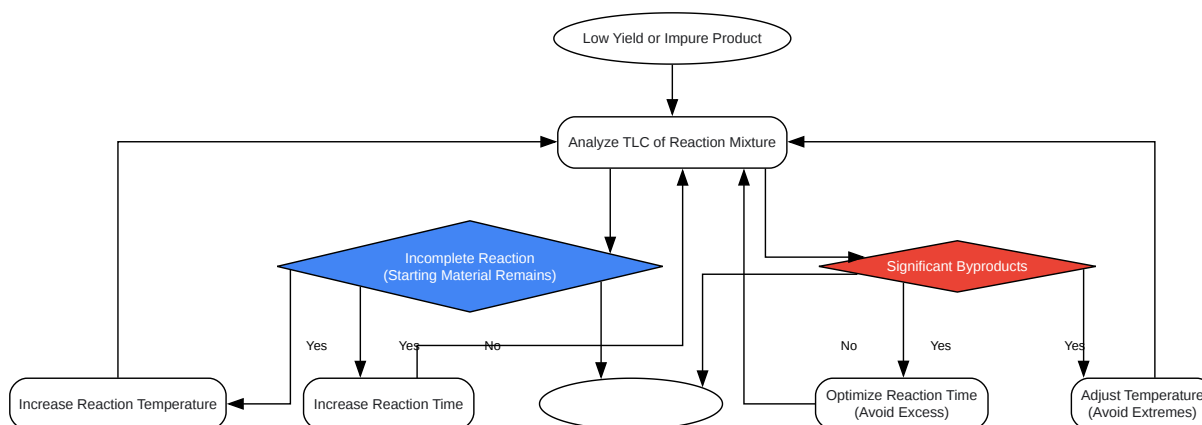 Low Yield or Impure Product
Analyze TLC of Reaction Mixture
Incomplete Reaction
(Starting Material Remains)
Significant Byproducts
Yes
Yes
No
No
Yes
Yes
Increase Reaction Temperature
Increase Reaction Time
Optimize Reaction Time
(Avoid Excess)
Adjust Temperature
(Avoid Extremes)